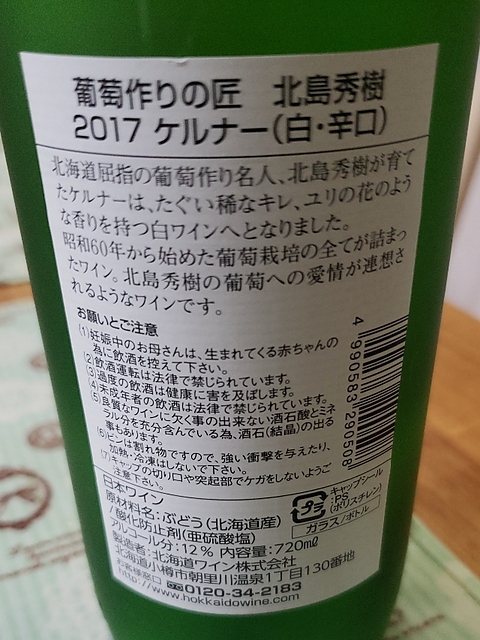 葡萄作りの匠　北島秀樹
2017 ケルナー(白・辛口)
北海道屈指の葡萄作り名人、北島秀樹が育て
たケルナーは、たぐい稀なキレ、ユリの花のよう
な香りを持つ白ワインへとなりました。
昭和60年から始めた葡萄栽培の全てが詰まっ
たワイン。北島秀樹の葡萄への愛情が連想さ
れるようなワインです。
お願いとご注意
(1)妊娠中のお母さんは、生まれてくる赤ちゃんの
為に飲酒を控えて下さい。
(2)飲酒運転は法律で禁じられています。
(3)過度の飲酒は健康に害を及ぼします。
(4)未成年者の飲酒は法律で禁じられています。
(5)良質なワインに欠く事の出来ない酒石酸とミネ
ラル分を充分含んでいる為、酒石(結晶)の出る
事もあります。
(6)ビンは割れ物ですので、強い衝撃を与えたり、
加熱・冷凍はしないで下さい。
(7)キャップの切り口や突起部でケガをしないようご
注意下さい。
4 990583 290508
日本ワイン
原材料名:ぶどう(北海道産)
/酸化防止剤(亜硫酸塩)
アルコール分:12% 内容量:720ml
製造者:北海道ワイン株式会社
北海道小樽市朝里川温泉1丁目130番地
お客様窓口 0120-34-2183
http://www.hokkaidowine.com
プラ
キャップシール
:PS
(ポリスチレン)
ガラス/ボトル